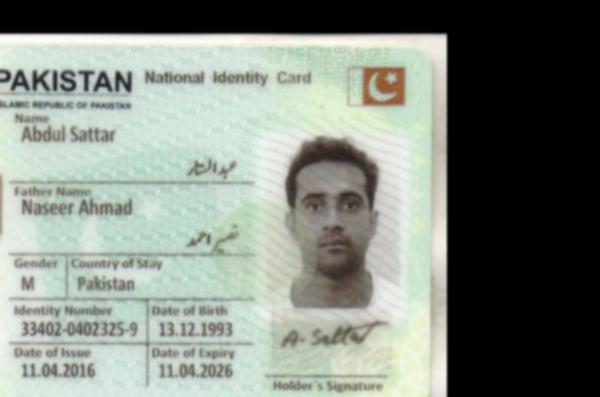 PAKISTAN National Identity Card
ISLAMIC REPUBLIC OF PAKISTAN
Name
Abdul Sattar
عبدالستار
Father Name
Naseer Ahmad
نصیر احمد
Gender Country of Stay
M Pakistan
Identity Number Date of Birth
33402-0402325-9 13.12.1993
Date of Issue Date of Expiry
11.04.2016 11.04.2026
A. Sattar
Holder's Signature